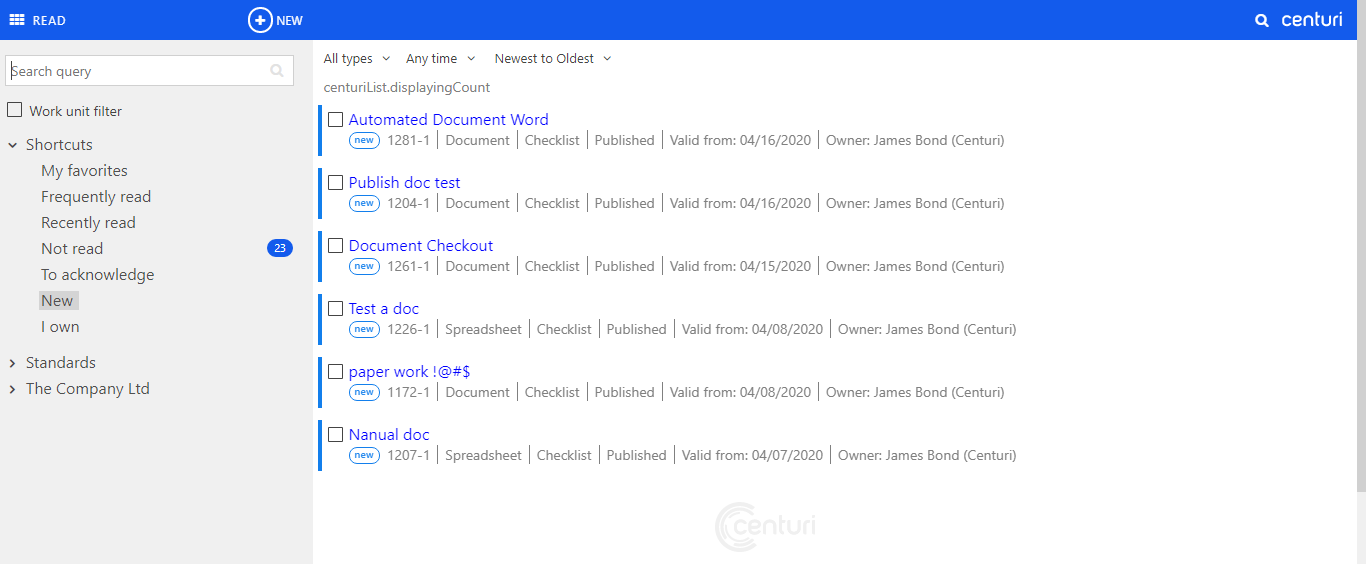 READ
NEW
centuri
Search query
Work unit filter
Shortcuts
My favorites
Frequently read
Recently read
Not read 23
To acknowledge
New
I own
Standards
The Company Ltd
All types Any time Newest to Oldest
centuriList.displayingCount
Automated Document Word
new 1281-1 Document Checklist Published Valid from: 04/16/2020 Owner: James Bond (Centuri)
Publish doc test
new 1204-1 Document Checklist Published Valid from: 04/16/2020 Owner: James Bond (Centuri)
Document Checkout
new 1261-1 Document Checklist Published Valid from: 04/15/2020 Owner: James Bond (Centuri)
Test a doc
new 1226-1 Spreadsheet Checklist Published Valid from: 04/08/2020 Owner: James Bond (Centuri)
paper work !@#$
new 1172-1 Document Checklist Published Valid from: 04/08/2020 Owner: James Bond (Centuri)
Nanual doc
new 1207-1 Spreadsheet Checklist Published Valid from: 04/07/2020 Owner: James Bond (Centuri)
centuri